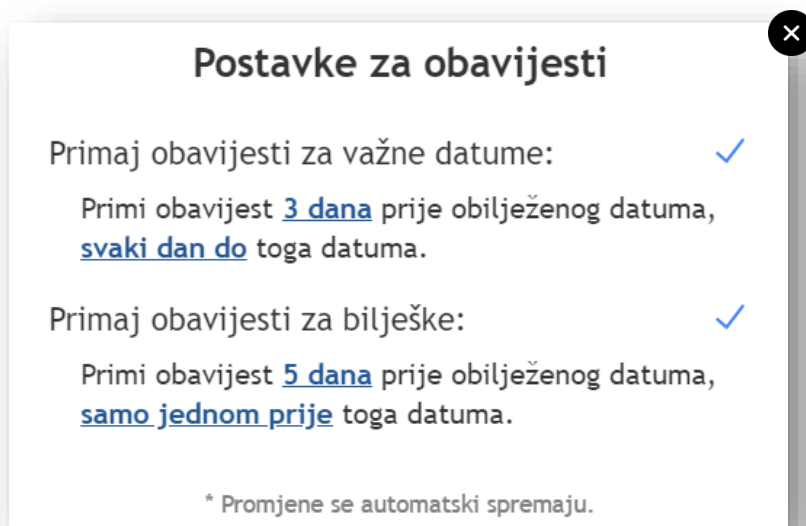 Postavke za obavijesti
Primaj obavijesti za važne datume:
Primi obavijest 3 dana prije obilježenog datuma,
svaki dan do toga datuma.
Primaj obavijesti za bilješke:
Primi obavijest 5 dana prije obilježenog datuma,
samo jednom prije toga datuma.
* Promjene se automatski spremaju.